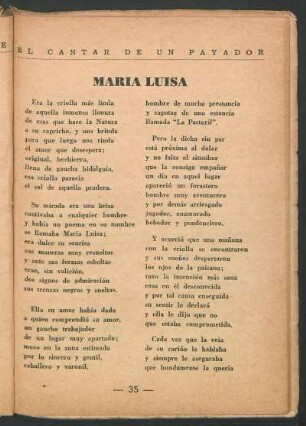 EL CANTAR DE UN PAYADOR
MARIA LUISA
Era la criolla más linda
de aquella inmensa llanura
de esas que hace la Natura
a su capricho, y nos brinda
para que luego nos rinda
el amor que desespera;
original, hechicera,
llena de gaucha hidalguía,
esa criolla parecía
el sol de aquella pradera.
Su mirada era una brisa
cautivaba a cualquier hombre
y había un poema en su nombre
se llamaba María Luisa;
era dulce su sonrisa
sus maneras muy resueltas
y ante sus formas esbeltas
eran, sin volición,
dos signos de admiración
sus trenzas negras y sueltas.
Ella su amor había dado
a quien comprendió su amor,
un gaucho trabajador
de un lugar muy apartado;
mozo en la zona estimado
por lo sincero y gentil,
caballero y varonil,
hombre de mucha prestancia
y capataz de una estancia
llamada "La Pastoril".
Pero la dicha sin par
está próxima al dolor
y no falta el sinsabor
que la consiga empañar
un día en aquel lugar
apareció un forastero
hombre muy aventurero
y por demás arriesgado
jugador, enamorado
bebedor y pendenciero.
Y ocurrió que una mañana
con la criolla se encontraron
y sus sueños despertaron
los ojos de la paisana;
tuvo la intención más sana
cosa en él desconocida
y por tal causa enseguida
su sentir le declaró
y ella le dijo que no
que estaba comprometida.
Cada vez que la veía
de su cariño le hablaba
y siempre le aseguraba
que hondamente la quería
— 35 —